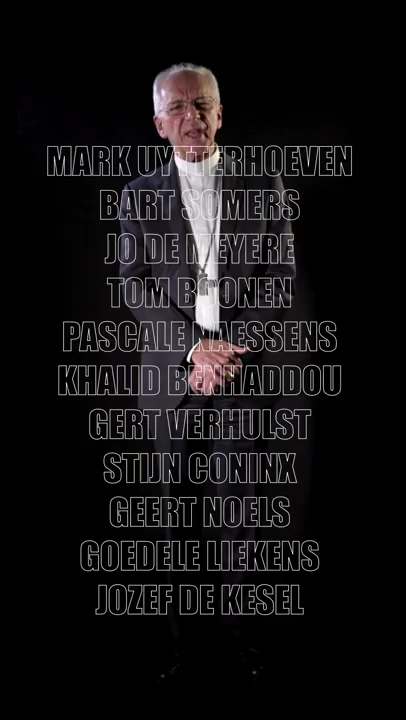 MARK UYTTERHOEVEN
BART SOMERS
JO DE MEYERE
TOM BOONEN
PASCALE NAESSENS
KHALID BENHADDOU
GERT VERHULST
STIJN CONINX
GEERT NOELS
GOEDELE LIEKENS
JOZEF DE KESEL